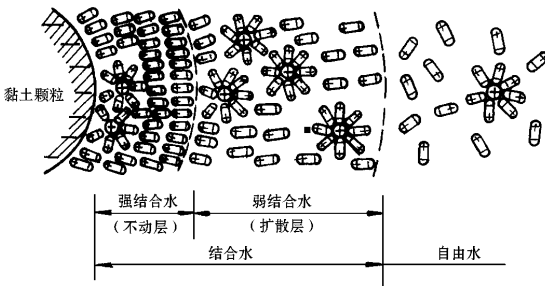 黏土颗粒
强结合水
弱结合水
（不动层）
（扩散层）
结合水
自由水